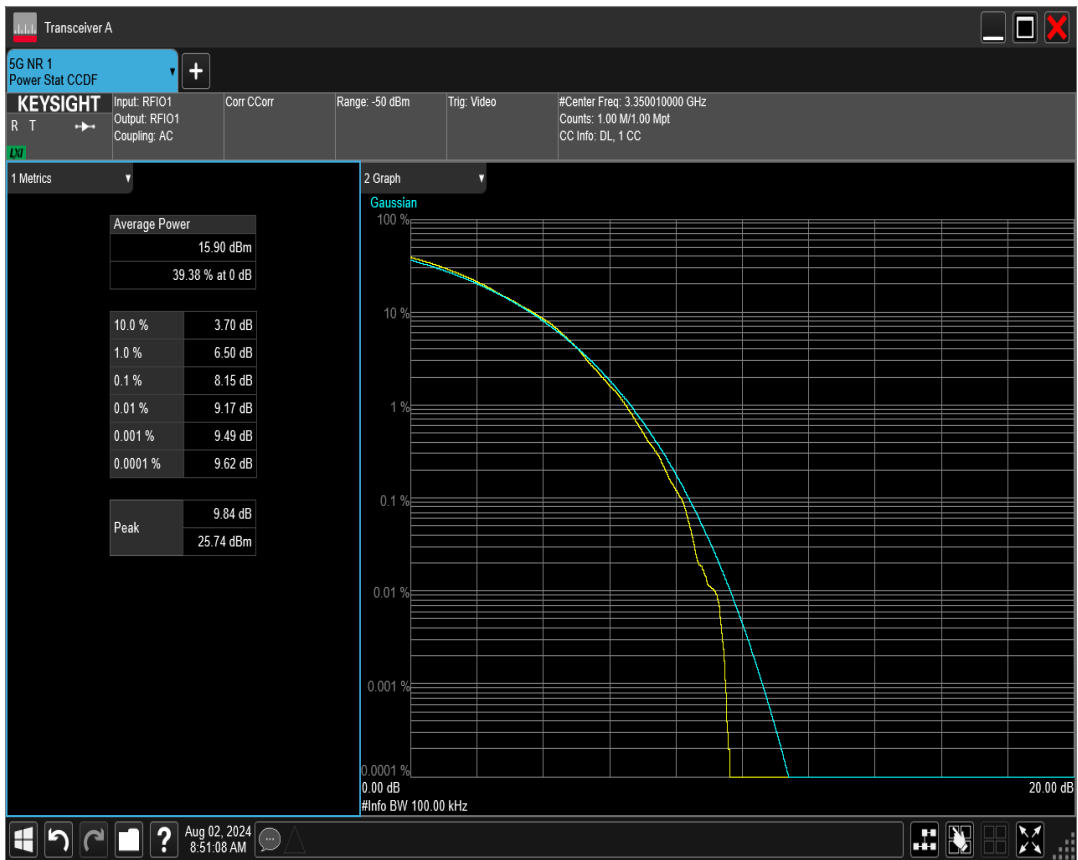 Transceiver A
5G NR 1
Power Stat CCDF
+
KEYSIGHT
R T
LXI
Input: RFIO1
Output: RFIO1
Coupling: AC
Corr CCorr
Range: -50 dBm
Trig: Video
#Center Freq: 3.350010000 GHz
Counts: 1.00 M/1.00 Mpt
CC Info: DL, 1 CC
1 Metrics
Average Power
15.90 dBm
39.38 % at 0 dB
10.0 % 3.70 dB
1.0 % 6.50 dB
0.1 % 8.15 dB
0.01 % 9.17 dB
0.001 % 9.49 dB
0.0001 % 9.62 dB
Peak
9.84 dB
25.74 dBm
2 Graph
Gaussian
100 %
10 %
1 %
0.1 %
0.01 %
0.001 %
0.0001 %
0.00 dB 20.00 dB
#Info BW 100.00 kHz
?
Aug 02, 2024
8:51:08 AM